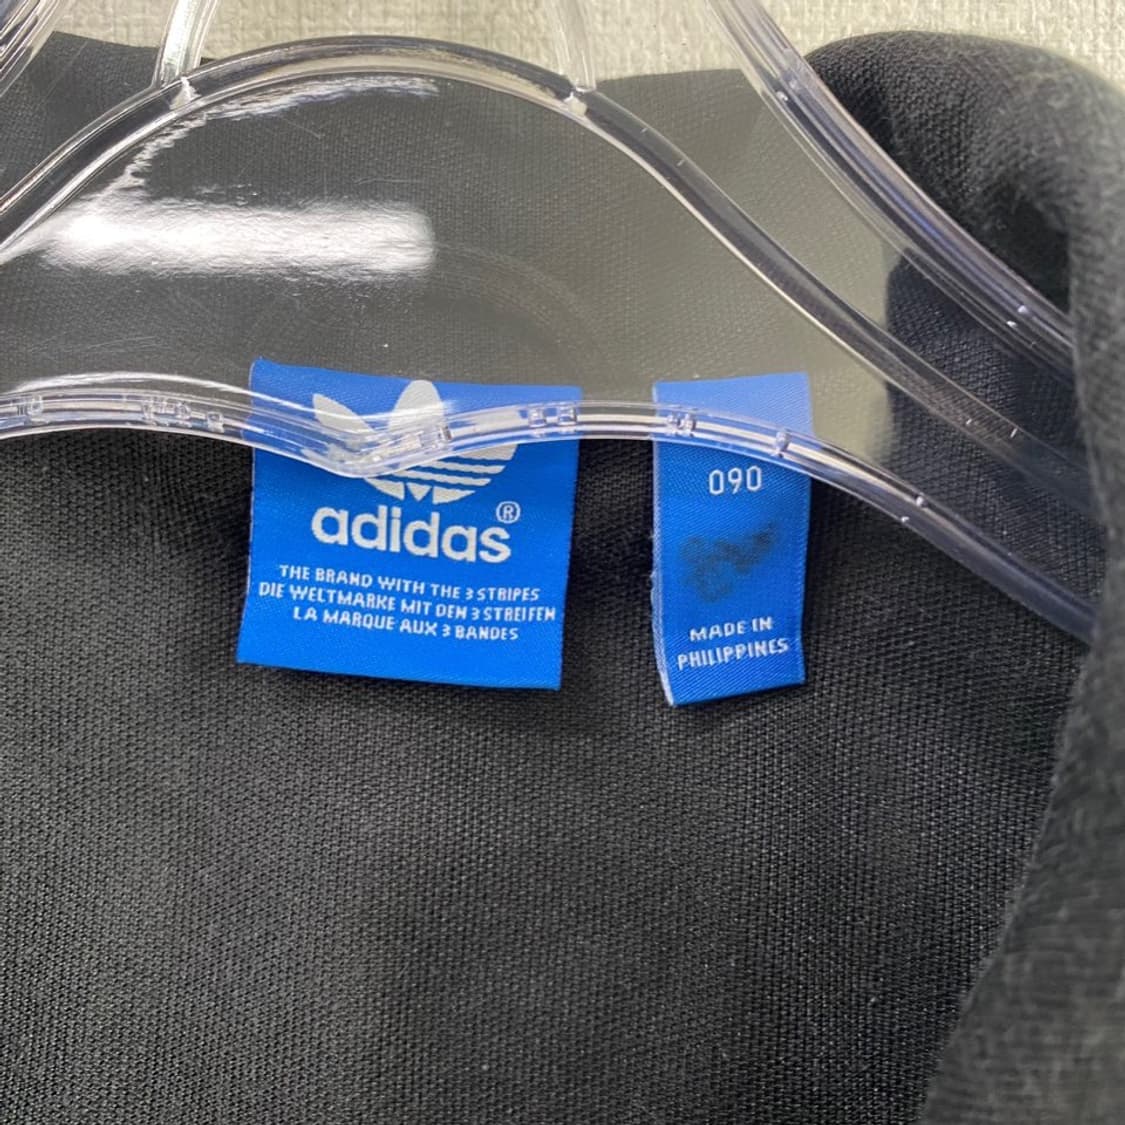 adidas®
THE BRAND WITH THE 3 STRIPES
DIE WELTMARKE MIT DEN 3 STREIFEN
LA MARQUE AUX 3 BANDES
090
MADE IN
PHILIPPINES